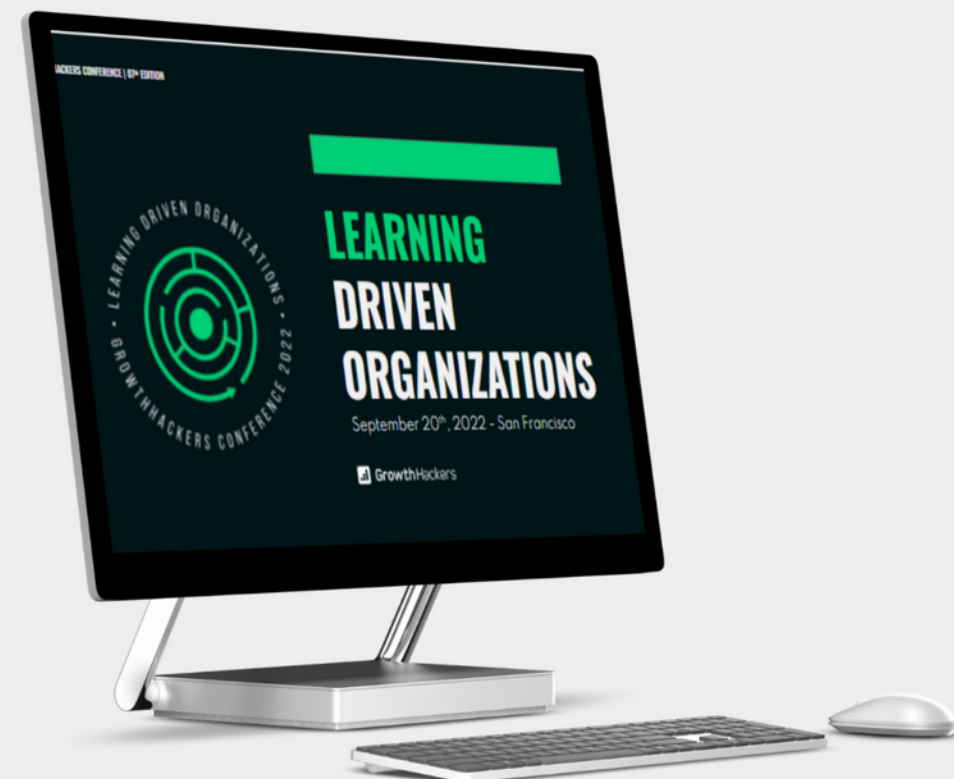 ACKERS CONFERENCE | 07th EDITION
LEARNING DRIVEN ORGANIZATIONS • GROWTHHACKERS CONFERENCE 2022 •
LEARNING
DRIVEN
ORGANIZATIONS
September 20th, 2022 - San Francisco
GrowthHackers